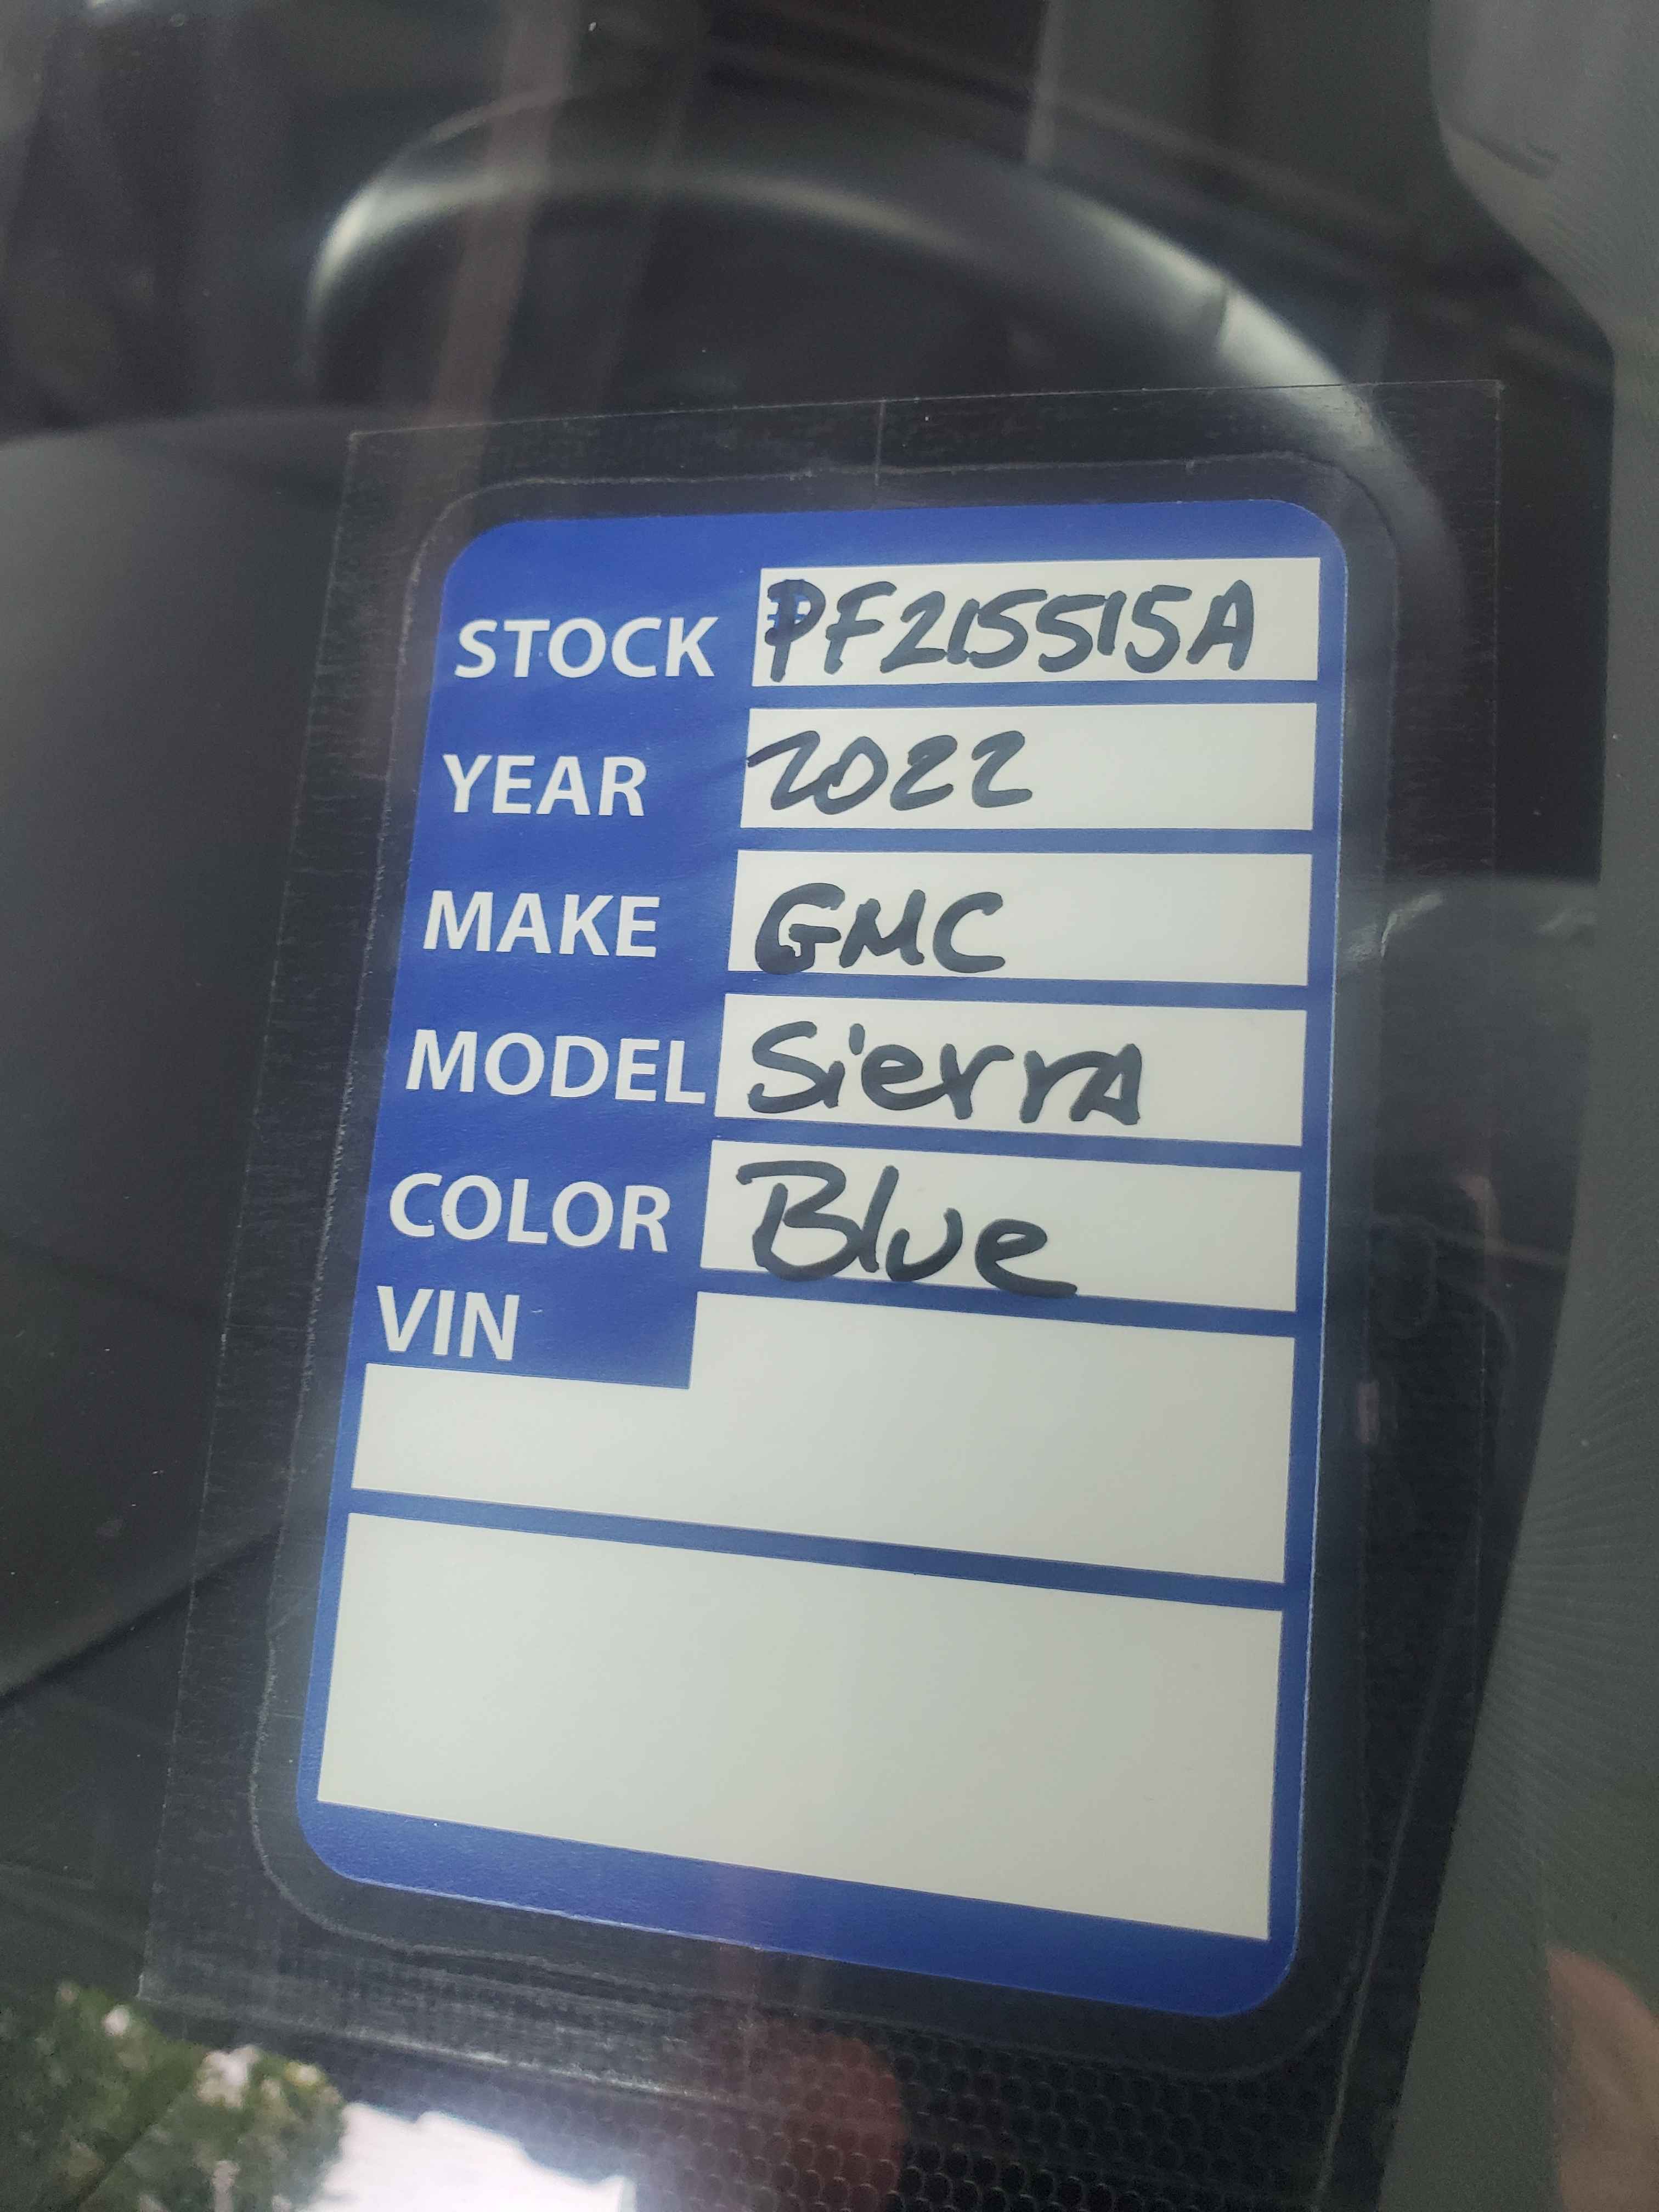 STOCK PF215515A
YEAR 2022
MAKE GMC
MODEL Sierra
COLOR Blue
VIN